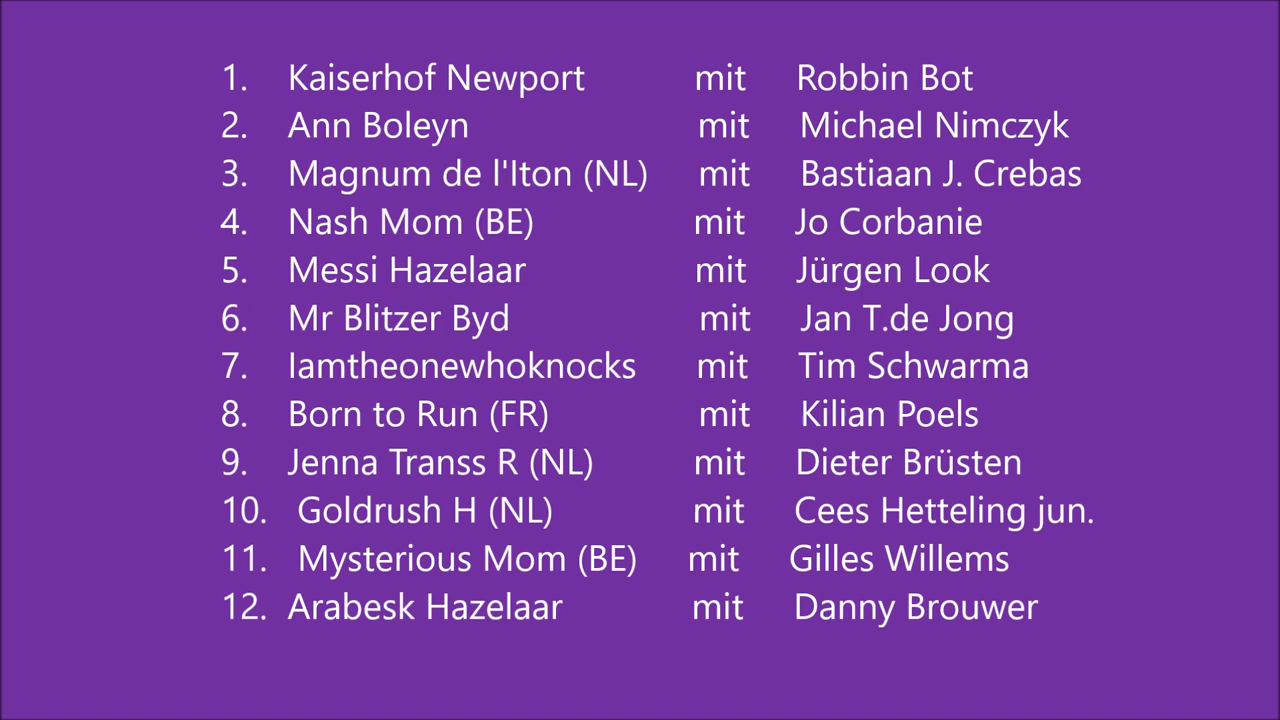 1. Kaiserhof Newport mit Robbin Bot
2. Ann Boleyn mit Michael Nimczyk
3. Magnum de l'Iton (NL) mit Bastiaan J. Crebas
4. Nash Mom (BE) mit Jo Corbanie
5. Messi Hazelaar mit Jürgen Look
6. Mr Blitzer Byd mit Jan T.de Jong
7. Iamtheonewhoknocks mit Tim Schwarma
8. Born to Run (FR) mit Kilian Poels
9. Jenna Transs R (NL) mit Dieter Brüsten
10. Goldrush H (NL) mit Cees Hetteling jun.
11. Mysterious Mom (BE) mit Gilles Willems
12. Arabesk Hazelaar mit Danny Brouwer